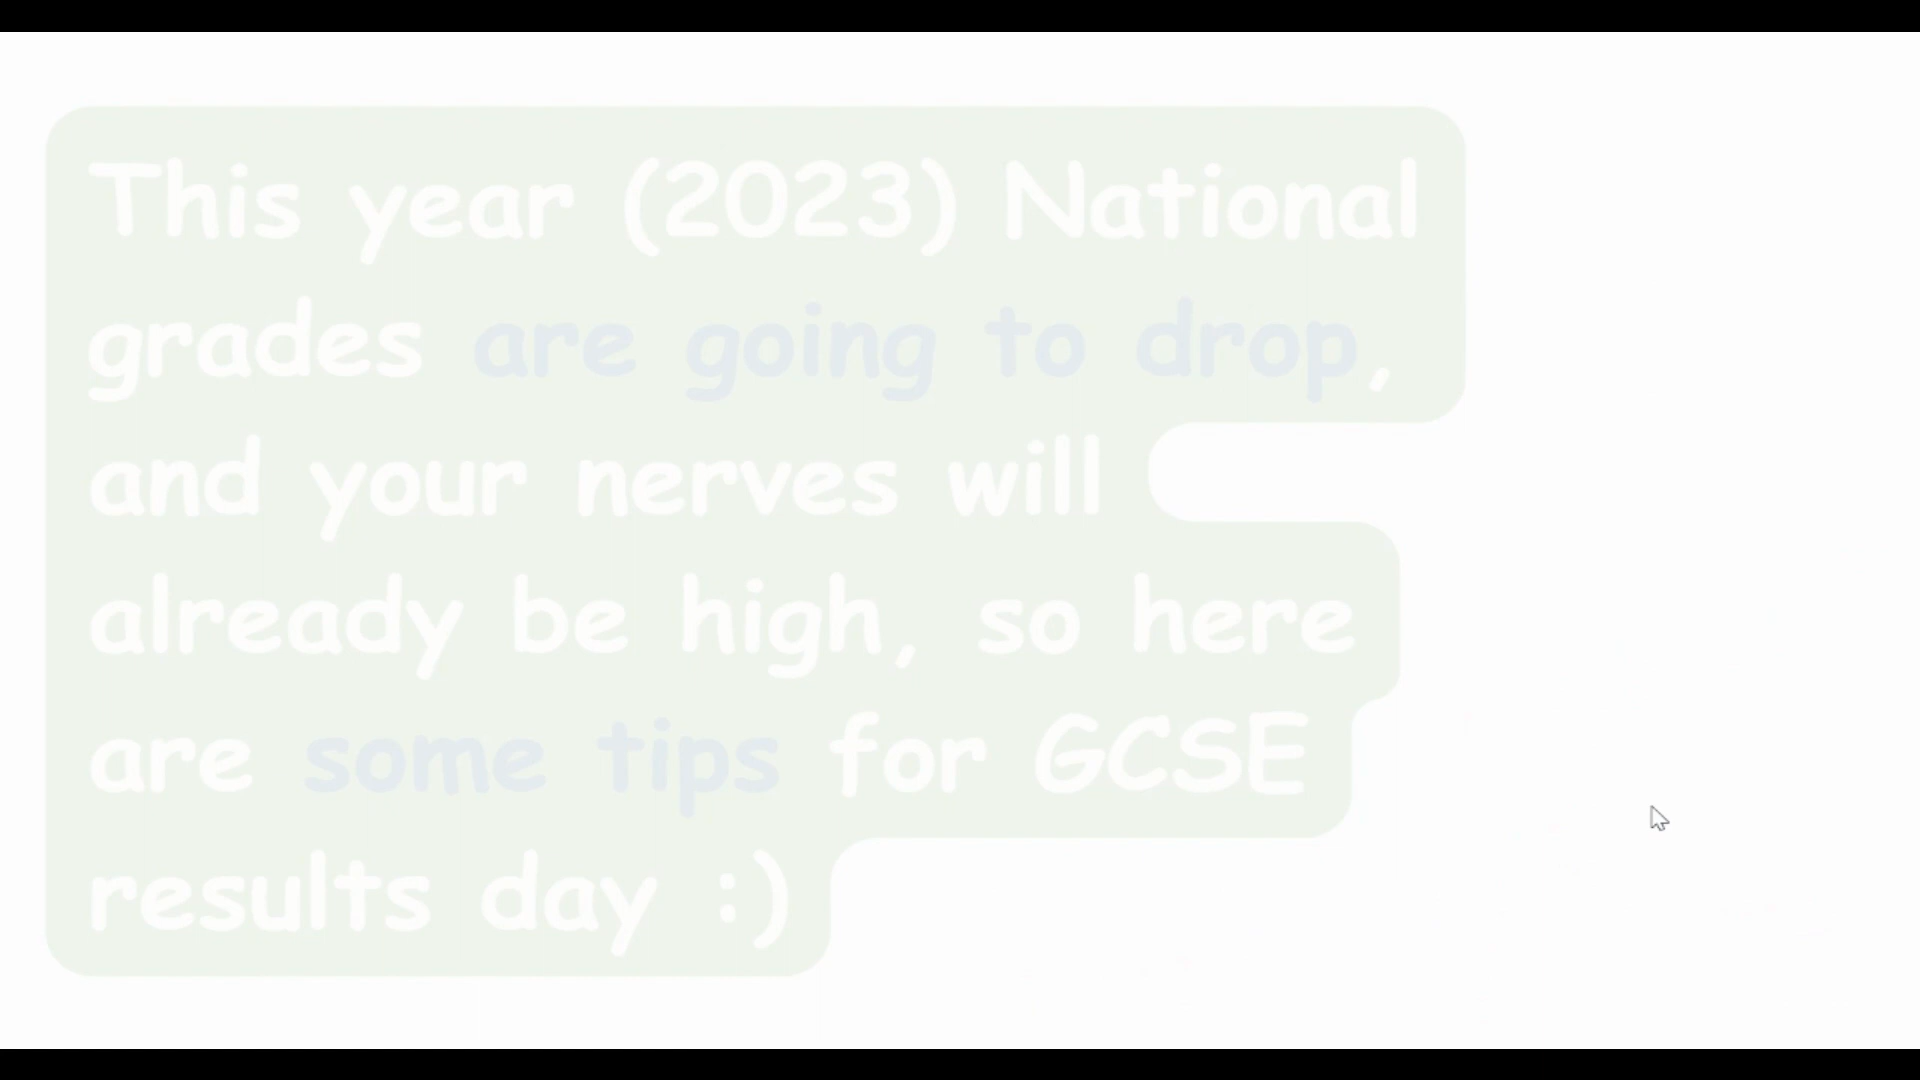 This year (2023) National
grades are going to drop,
and your nerves will
already be high, so here
are some tips for GCSE
results day :)